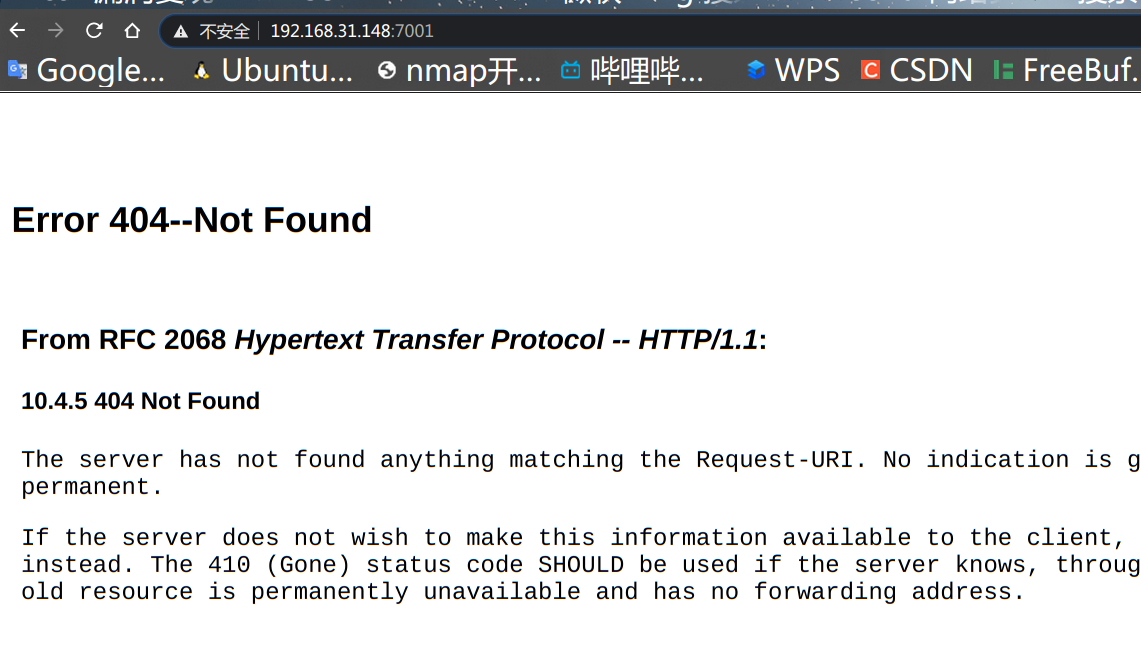 不安全 192.168.31.148:7001
Google... Ubuntu... nmap开... 哔哩哔... WPS CSDN FreeBuf.
Error 404--Not Found
From RFC 2068 Hypertext Transfer Protocol -- HTTP/1.1:
10.4.5 404 Not Found
The server has not found anything matching the Request-URI. No indication is g
permanent.
If the server does not wish to make this information available to the client,
instead. The 410 (Gone) status code SHOULD be used if the server knows, throug
old resource is permanently unavailable and has no forwarding address.